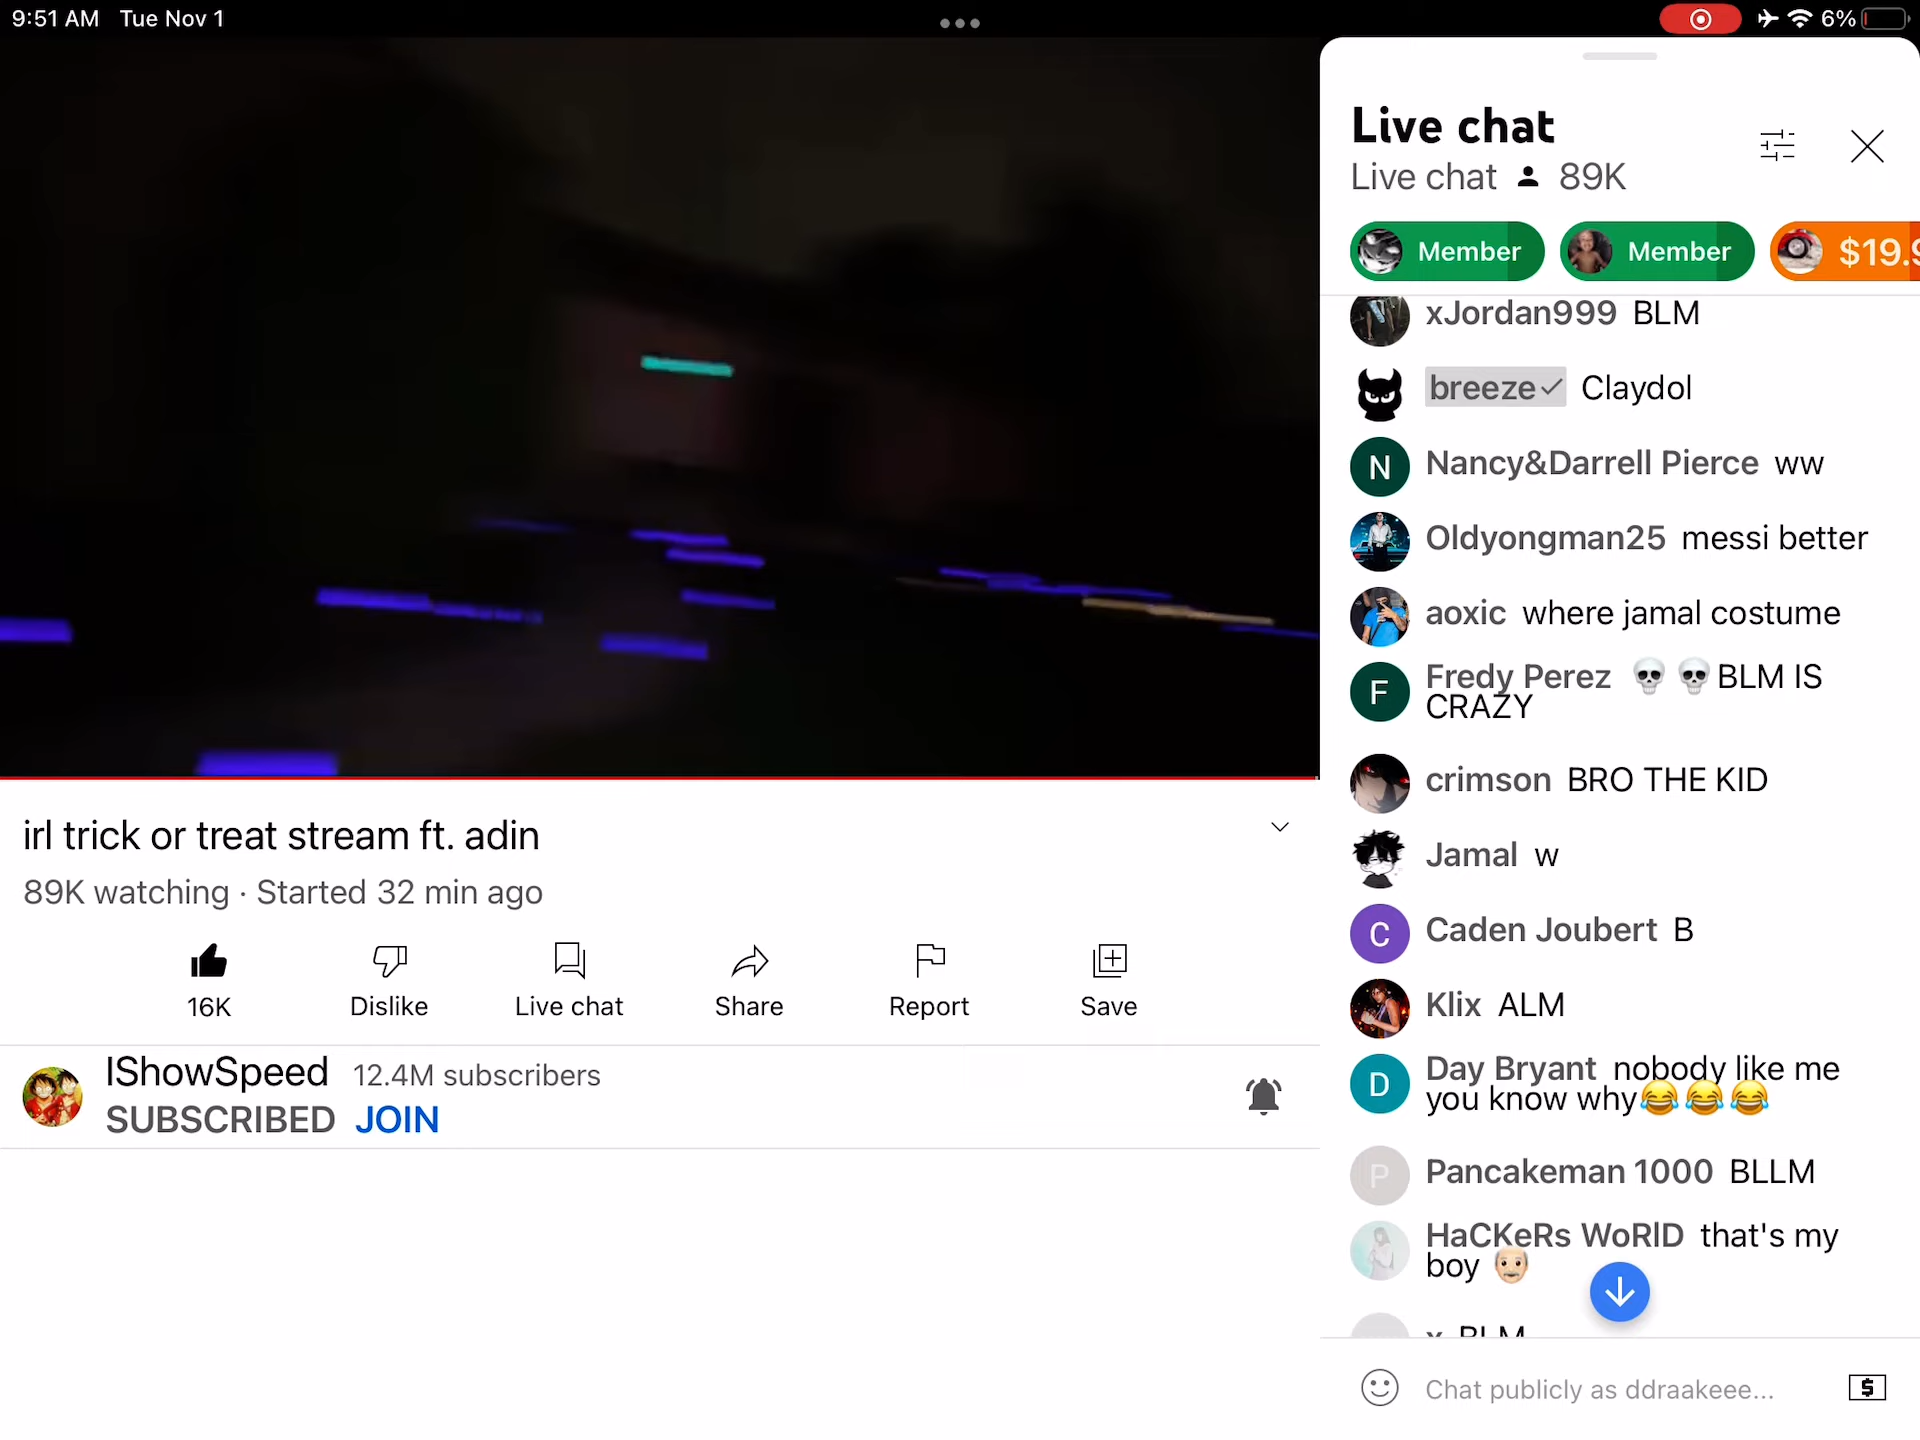 9:51 AM Tue Nov 1
6%
Live chat
Live chat 89K
Member
Member
$19.9
xJordan999 BLM
breeze Claydol
N
Nancy&Darrell Pierce ww
Oldyongman25 messi better
aoxic where jamal costume
F
Fredy Perez 💀💀BLM IS
CRAZY
crimson BRO THE KID
Jamal w
C
Caden Joubert B
Klix ALM
D
Day Bryant nobody like me
you know why😂😂😂
P
Pancakeman 1000 BLLM
HaCKeRs WoRlD that's my
boy 👴🏻
x BLM
Chat publicly as ddraakeee...
irl trick or treat stream ft. adin
89K watching · Started 32 min ago
16K
Dislike
Live chat
Share
Report
Save
IShowSpeed 12.4M subscribers
SUBSCRIBED JOIN